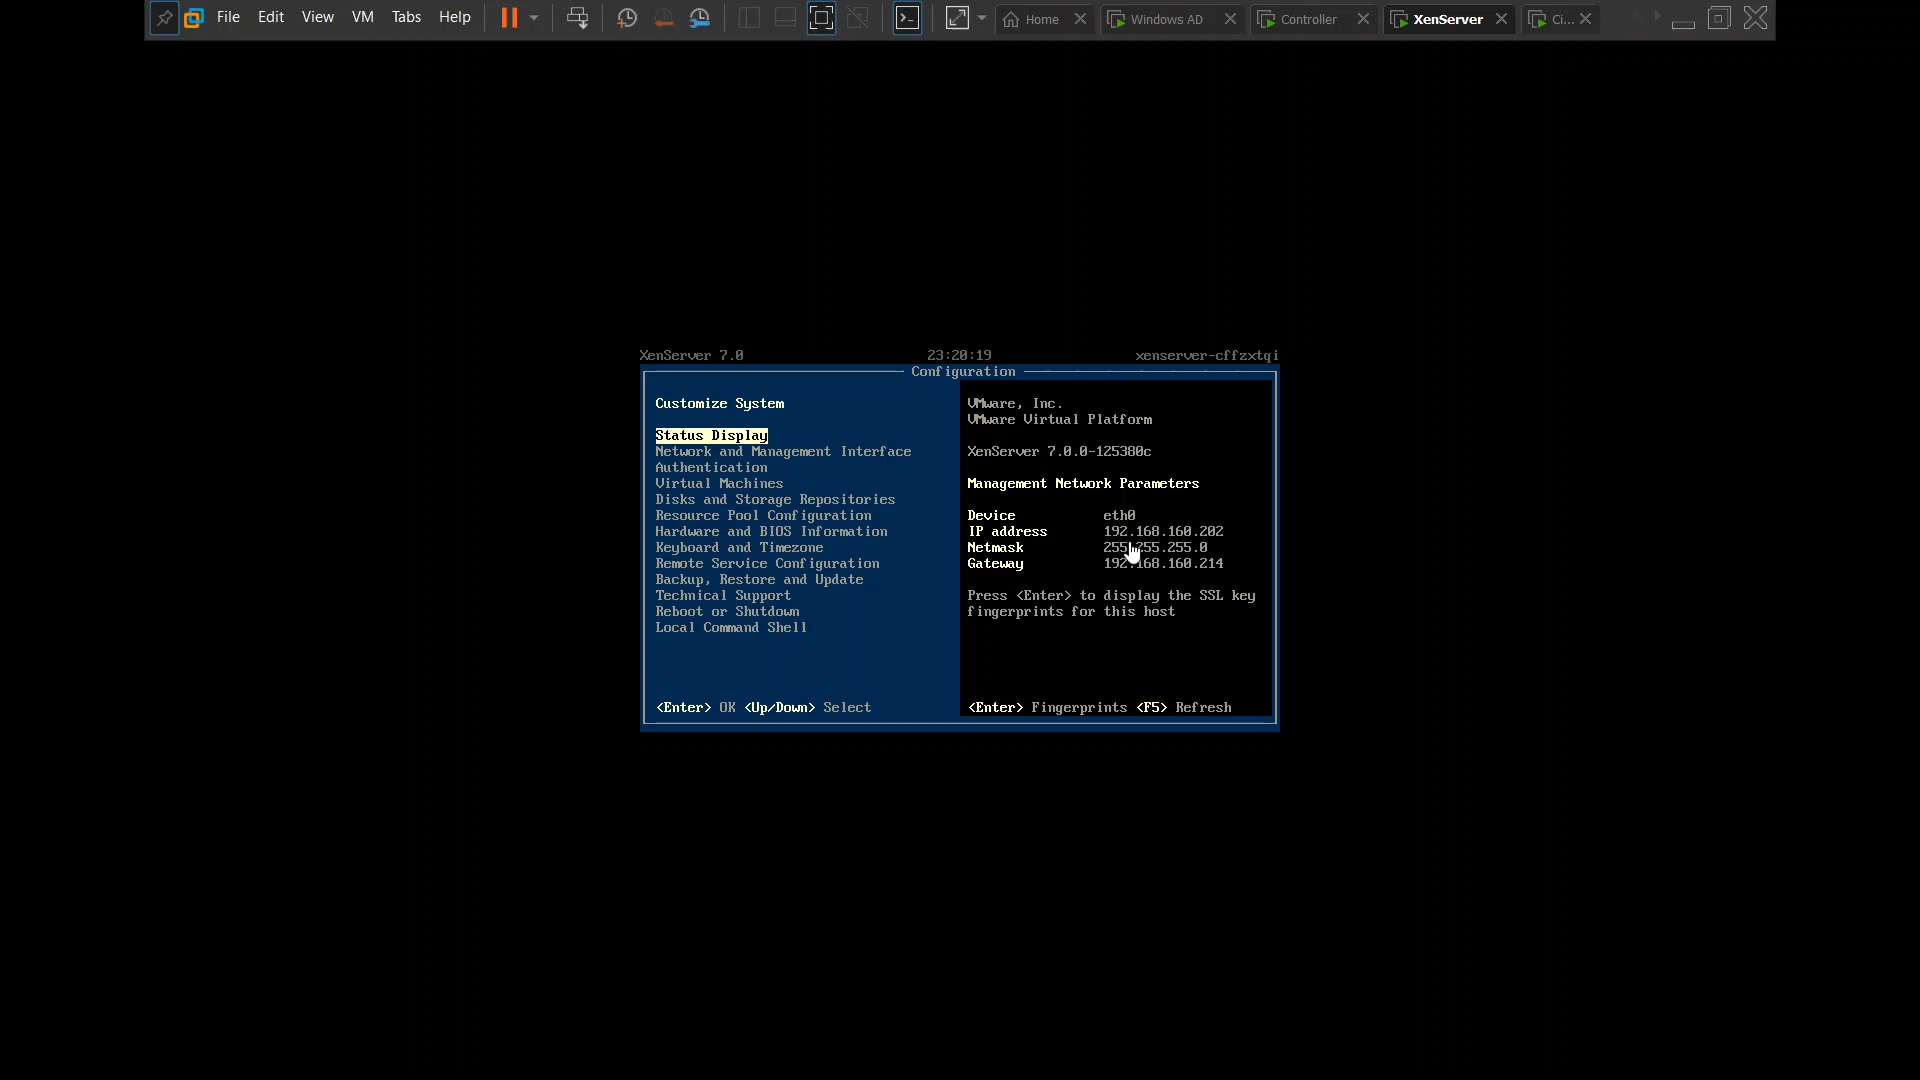 File Edit View VM Tabs Help Home Windows AD Controller XenServer Ci...
XenServer 7.0 23:20:19 xenserver-cffzxtqi
Configuration
Customize System
Status Display
Network and Management Interface
Authentication
Virtual Machines
Disks and Storage Repositories
Resource Pool Configuration
Hardware and BIOS Information
Keyboard and Timezone
Remote Service Configuration
Backup, Restore and Update
Technical Support
Reboot or Shutdown
Local Command Shell
<Enter> OK <Up/Down> Select
VMware, Inc.
VMware Virtual Platform
XenServer 7.0.0-125380c
Management Network Parameters
Device eth0
IP address 192.168.160.202
Netmask 255.255.255.0
Gateway 192.168.160.214
Press <Enter> to display the SSL key
fingerprints for this host
<Enter> Fingerprints <F5> Refresh